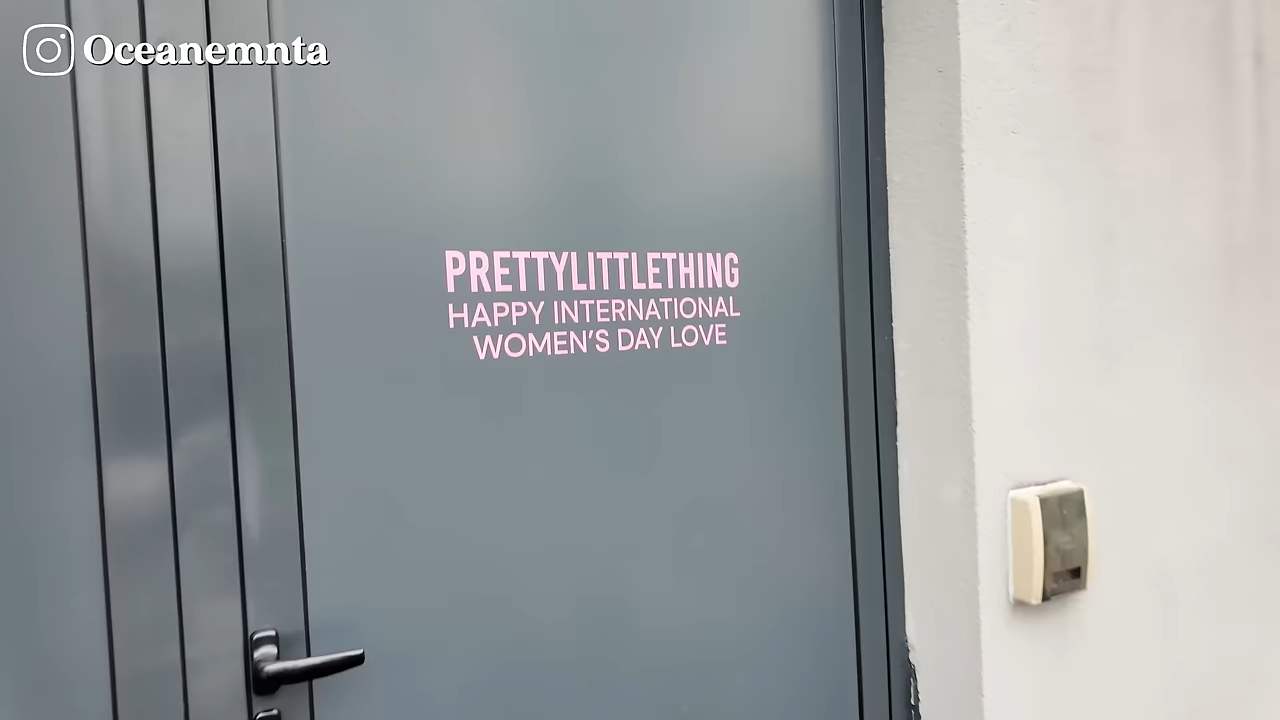 Oceanemnta
PRETTYLITTLETHING
HAPPY INTERNATIONAL
WOMEN'S DAY LOVE